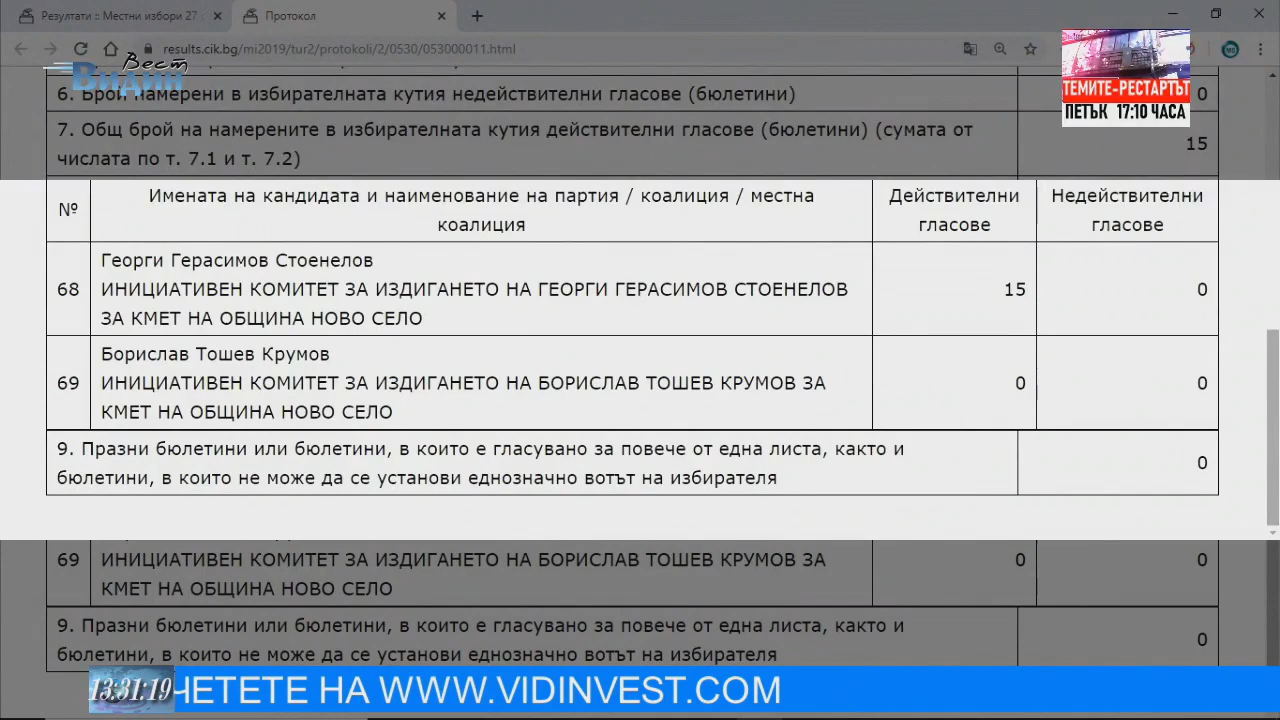 Резултати :: Местни избори 27
Протокол
results.cik.bg/mi2019/tur2/protokoli/2/0530/053000011.html
Вест
Видин
ТЕМИТЕ-РЕСТАРТЪТ
ПЕТЪК 17:10 ЧАСА
6. Брой намерени в избирателната кутия недействителни гласове (бюлетини)
0
7. Общ брой на намерените в избирателната кутия действителни гласове (бюлетини) (сумата от
числата по т. 7.1 и т. 7.2)
15
№
Имената на кандидата и наименование на партия / коалиция / местна
коалиция
Действителни
гласове
Недействителни
гласове
68
Георги Герасимов Стоенелов
ИНИЦИАТИВЕН КОМИТЕТ ЗА ИЗДИГАНЕТО НА ГЕОРГИ ГЕРАСИМОВ СТОЕНЕЛОВ
ЗА КМЕТ НА ОБЩИНА НОВО СЕЛО
15
0
69
Борислав Тошев Крумов
ИНИЦИАТИВЕН КОМИТЕТ ЗА ИЗДИГАНЕТО НА БОРИСЛАВ ТОШЕВ КРУМОВ ЗА
КМЕТ НА ОБЩИНА НОВО СЕЛО
0
0
9. Празни бюлетини или бюлетини, в които е гласувано за повече от една листа, както и
бюлетини, в които не може да се установи еднозначно вотът на избирателя
0
69
ИНИЦИАТИВЕН КОМИТЕТ ЗА ИЗДИГАНЕТО НА БОРИСЛАВ ТОШЕВ КРУМОВ ЗА
КМЕТ НА ОБЩИНА НОВО СЕЛО
0
0
9. Празни бюлетини или бюлетини, в които е гласувано за повече от една листа, както и
бюлетини, в които не може да се установи еднозначно вотът на избирателя
0
13:31:19
ЧЕТЕТЕ НА WWW.VIDINVEST.COM